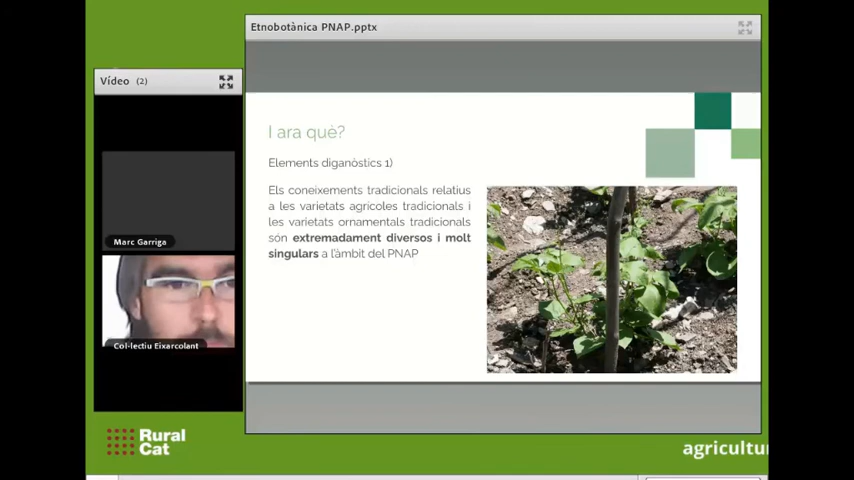 Etnobotànica PNAP.pptx
Vídeo (2)
I ara què?
Elements diganòstics 1)
Els coneixements tradicionals relatius
a les varietats agrícoles tradicionals i
les varietats ornamentals tradicionals
són extremadament diversos i molt
singulars a l'àmbit del PNAP
Marc Garriga
Col·lectiu Eixarcolant
Rural
Cat
agricultu